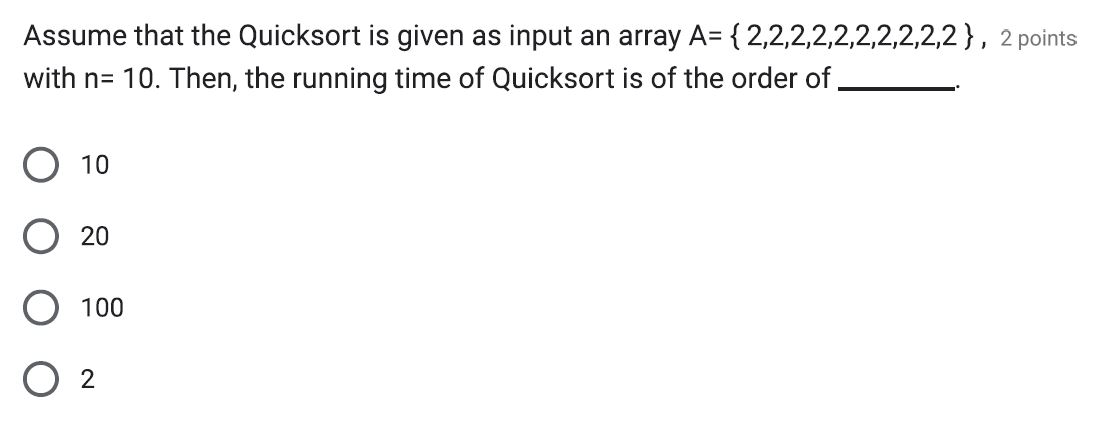 Assume that the Quicksort is given as input an array A= { 2,2,2,2,2,2,2,2,2,2 } , 2 points
with n= 10. Then, the running time of Quicksort is of the order of ________.
10
20
100
2